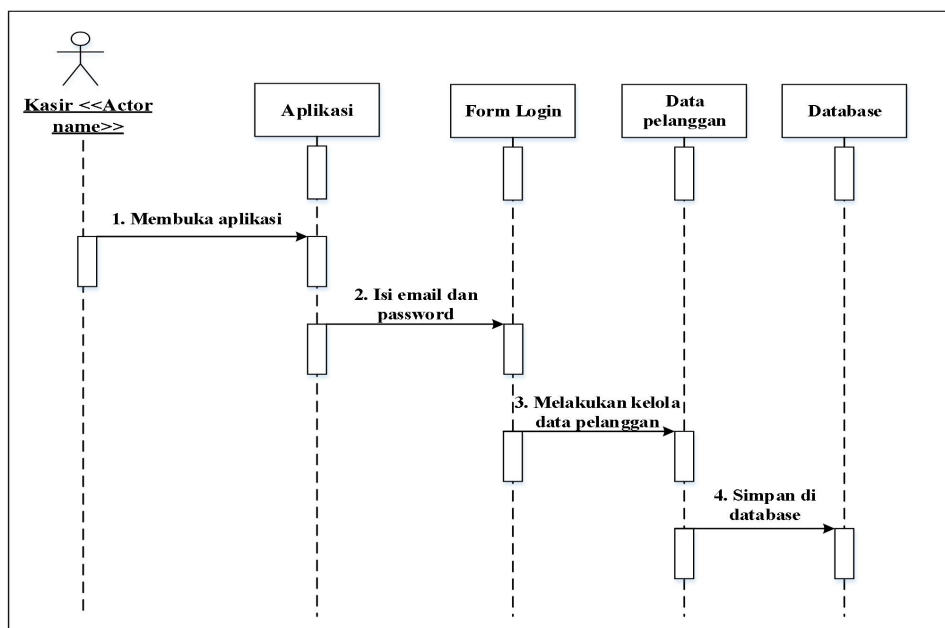 Kasir <<Actor
name>>
Aplikasi
Form Login
Data
pelanggan
Database
1. Membuka aplikasi
2. Isi email dan
password
3. Melakukan kelola
data pelanggan
4. Simpan di
database